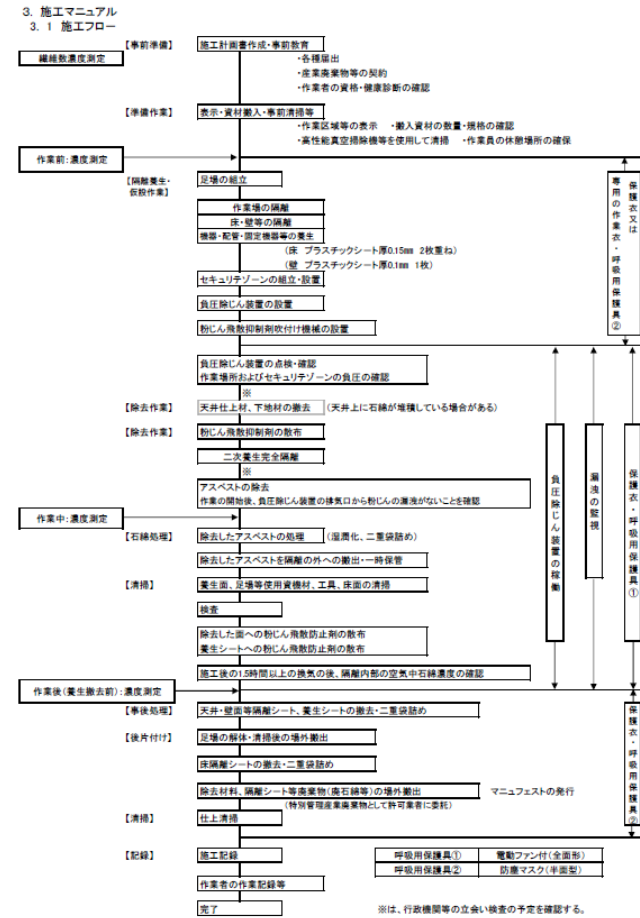 3. 施工マニュアル
3. 1 施工フロー
【事前準備】
施工計画書作成・事前教育
繊維数濃度測定
・各種届出
・産業廃棄物等の契約
・作業者の資格・健康診断の確認
【準備作業】
表示・資材搬入・事前清掃等
・作業区域等の表示 ・搬入資材の数量・規格の確認
・高性能真空掃除機等を使用して清掃 ・作業員の休憩場所の確保
作業前:濃度測定
【隔離養生・
仮設作業】
足場の組立
作業場の隔離
床・壁等の隔離
機器・配管・固定機器等の養生
(床 プラスチックシート厚0.15mm 2枚重ね)
(壁 プラスチックシート厚0.1mm 1枚)
セキュリテゾーンの組立・設置
負圧除じん装置の設置
粉じん飛散抑制剤吹付け機械の設置
保護衣又は
専用の作業衣・呼吸用保護具②
負圧除じん装置の点検・確認
作業場所およびセキュリテゾーンの負圧の確認
※
【除去作業】
天井仕上材、下地材の撤去
(天井上に石綿が堆積している場合がある)
【除去作業】
粉じん飛散抑制剤の散布
二次養生完全隔離
※
アスベストの除去
作業の開始後、負圧除じん装置の排気口から粉じんの漏洩がないことを確認
作業中:濃度測定
【石綿処理】
除去したアスベストの処理
(湿潤化、二重袋詰め)
除去したアスベストを隔離の外への搬出・一時保管
【清掃】
養生面、足場等使用資機材、工具、床面の清掃
検査
除去した面への粉じん飛散防止剤の散布
養生シートへの粉じん飛散防止剤の散布
施工後の1.5時間以上の換気の後、隔離内部の空気中石綿濃度の確認
負圧除じん装置の稼働
漏洩の監視
保護衣・呼吸用保護具①
作業後(養生撤去前):濃度測定
【事後処理】
天井・壁面等隔離シート、養生シートの撤去・二重袋詰め
【後片付け】
足場の解体・清掃後の場外搬出
床隔離シートの撤去・二重袋詰め
除去材料、隔離シート等廃棄物(廃石綿等)の場外搬出
マニュフェストの発行
(特別管理産業廃棄物として許可業者に委託)
【清掃】
仕上清掃
保護衣・呼吸用保護具②
【記録】
施工記録
呼吸用保護具① 電動ファン付(全面形)
呼吸用保護具② 防塵マスク(半面型)
作業者の作業記録等
完了
※は、行政機関等の立会い検査の予定を確認する。